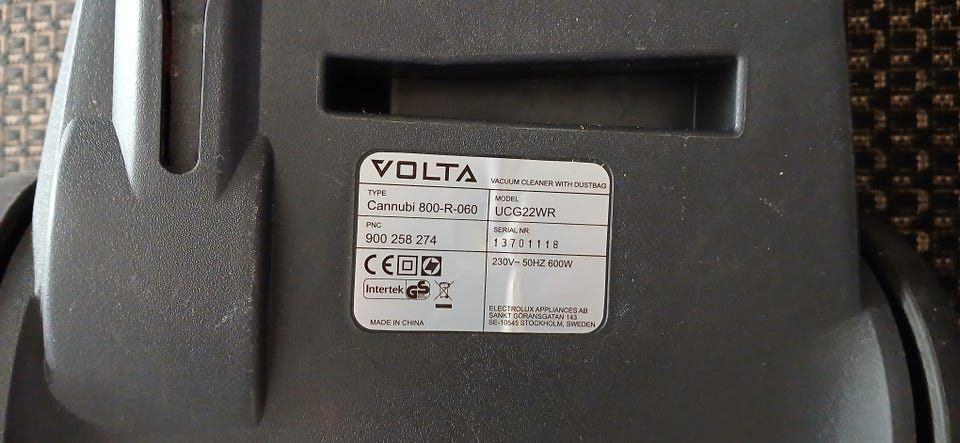 VOLTA
VACUUM CLEANER WITH DUSTBAG
TYPE
Cannubi 800-R-060
MODEL
UCG22WR
PNC
900 258 274
SERIAL NR
13701118
CE
230V~ 50HZ 600W
Intertek GS
MADE IN CHINA
ELECTROLUX APPLIANCES AB
SANKT GÖRANSGATAN 143
SE-10545 STOCKHOLM, SWEDEN